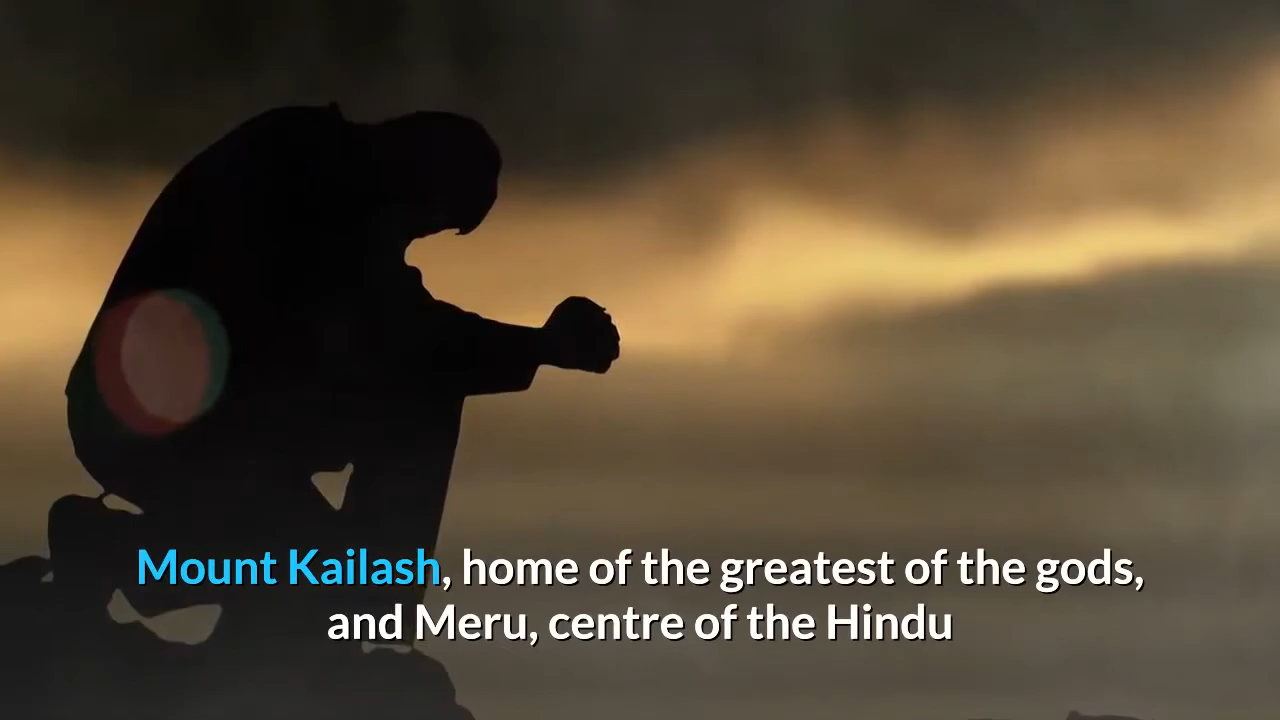 Mount Kailash, home of the greatest of the gods,
and Meru, centre of the Hindu